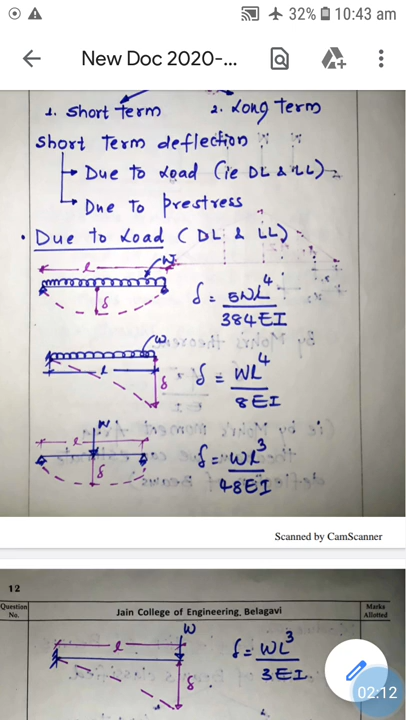 32% 10:43 am
New Doc 2020-...
1. Short Term 2. Long Term
Short Term deflection
Due to Load (ie DL & LL)
Due to Prestress
Due to Load (DL & LL)
l W
δ = 5WL⁴
384EI
δ
w
l
δ = WL⁴
8EI
δ
W
l
δ = WL³
48EI
δ
Scanned by CamScanner
12
Question No. Jain College of Engineering, Belagavi Marks Allotted
W
l
δ = WL³
3EI
δ
02:12